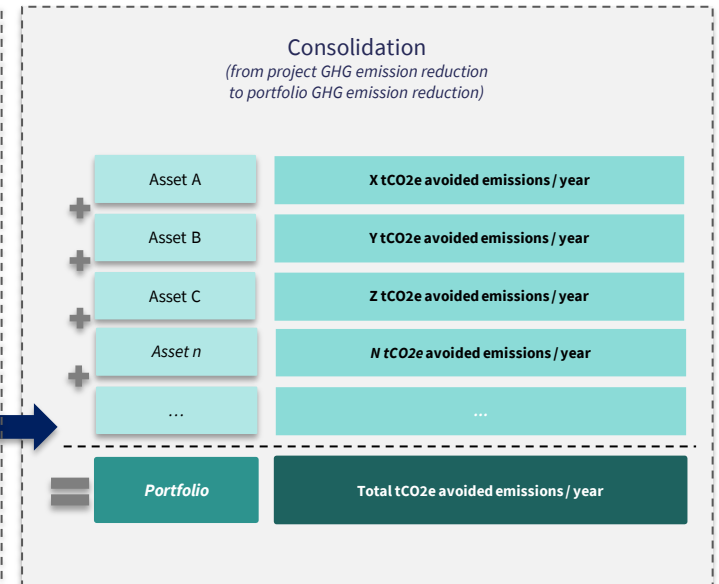 Consolidation
(from project GHG emission reduction
to portfolio GHG emission reduction)
Asset A
X tCO2e avoided emissions / year
Asset B
Y tCO2e avoided emissions / year
Asset C
Z tCO2e avoided emissions / year
Asset n
N tCO2e avoided emissions / year
…
…
Portfolio
Total tCO2e avoided emissions / year